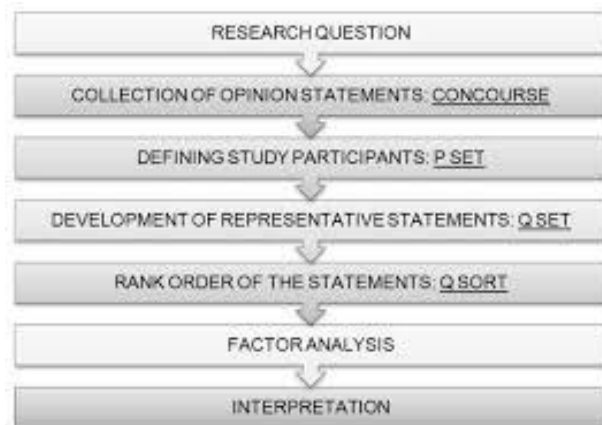 RESEARCH QUESTION
COLLECTION OF OPINION STATEMENTS: CONCOURSE
DEFINING STUDY PARTICIPANTS: P SET
DEVELOPMENT OF REPRESENTATIVE STATEMENTS: Q SET
RANK ORDER OF THE STATEMENTS: Q SORT
FACTOR ANALYSIS
INTERPRETATION